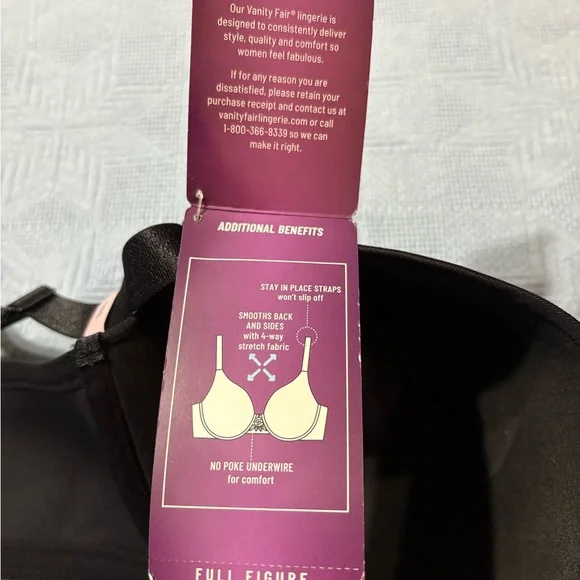 Our Vanity Fair® lingerie is
designed to consistently deliver
style, quality and comfort so
women feel fabulous.
If for any reason you are
dissatisfied, please retain your
purchase receipt and contact us at
vanityfairlingerie.com or call
1-800-366-8339 so we can
make it right.
ADDITIONAL BENEFITS
STAY IN PLACE STRAPS
won't slip off
SMOOTHS BACK
AND SIDES
with 4-way
stretch fabric
NO POKE UNDERWIRE
for comfort
FULL FIGURE